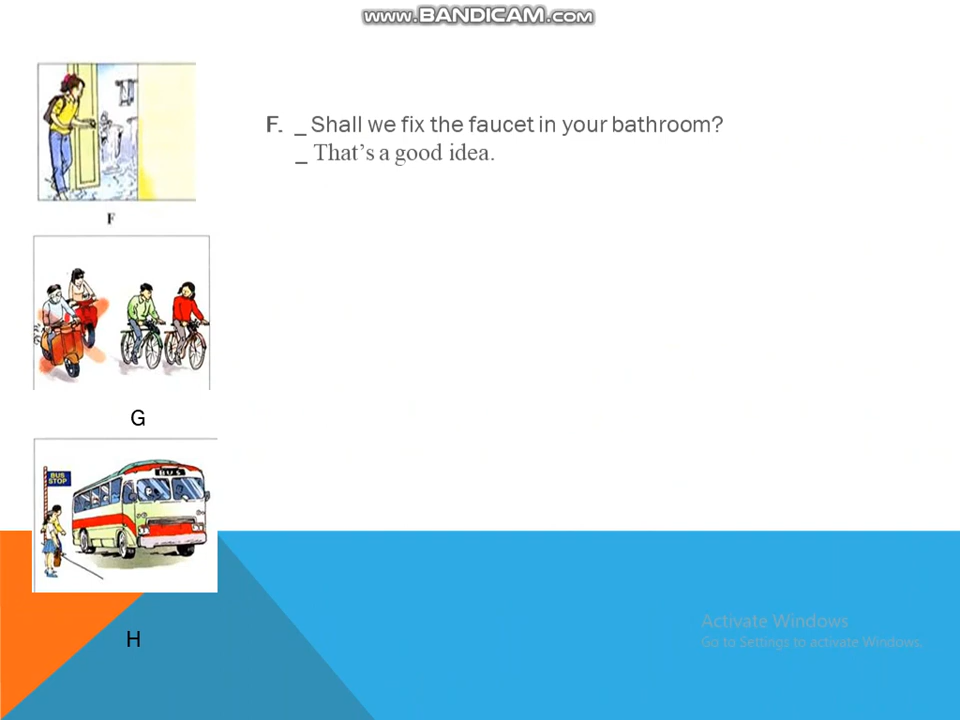 www.BANDICAM.com
F. _ Shall we fix the faucet in your bathroom?
_ That's a good idea.
F
G
BUS
STOP
BUS
H
Activate Windows
Go to Settings to activate Windows.